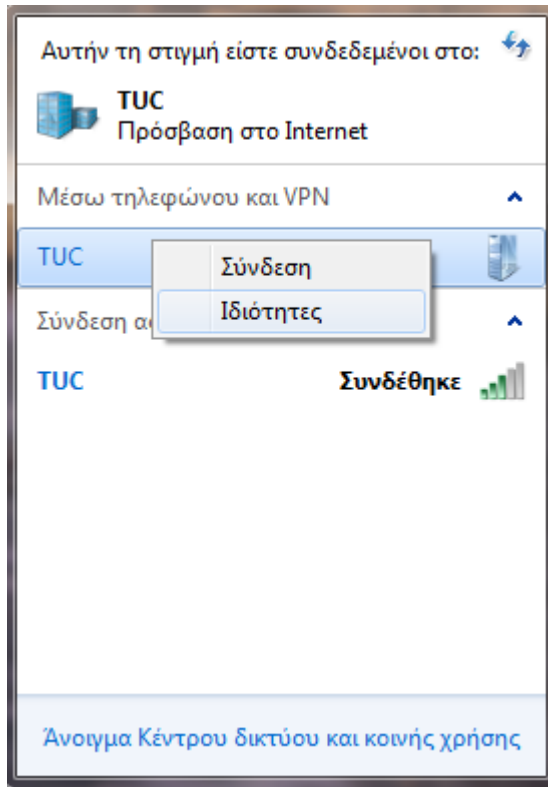 Αυτήν τη στιγμή είστε συνδεδεμένοι στο:
TUC
Πρόσβαση στο Internet
Μέσω τηλεφώνου και VPN
TUC
Σύνδεση
Ιδιότητες
Σύνδεση
TUC Συνδέθηκε
Άνοιγμα Κέντρου δικτύου και κοινής χρήσης